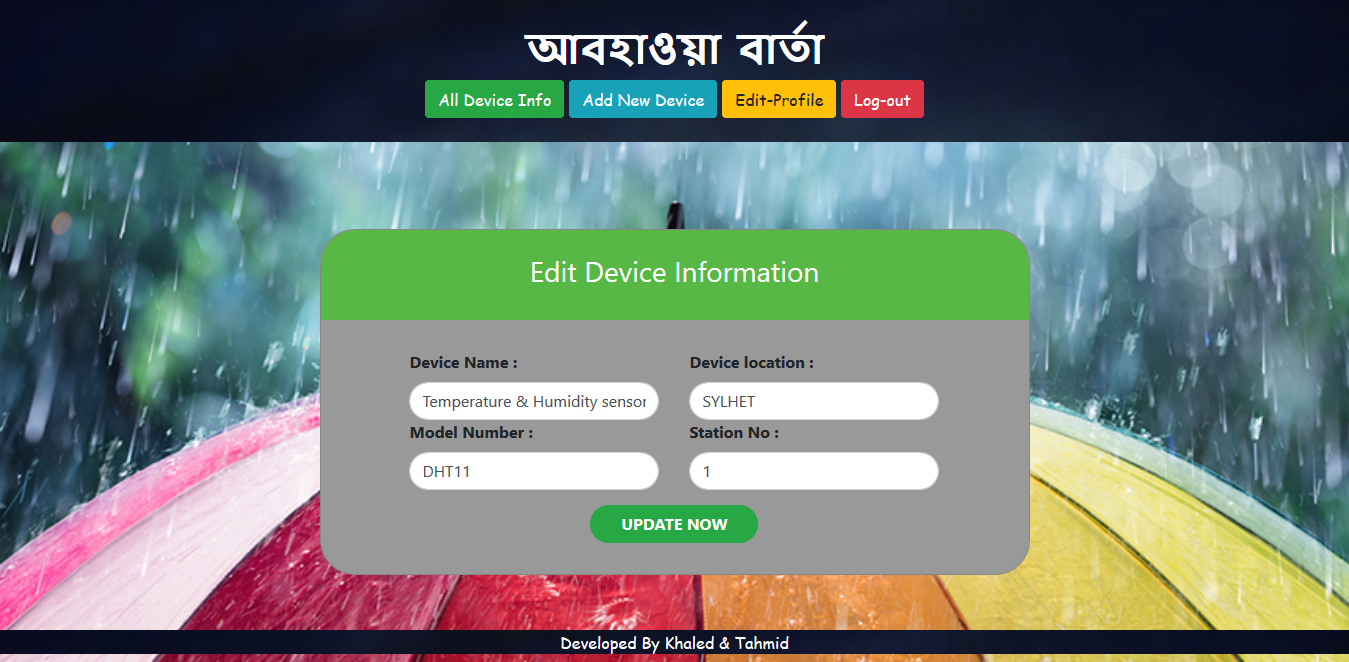 আবহাওয়া বার্তা
All Device Info Add New Device Edit-Profile Log-out
Edit Device Information
Device Name : Device location :
Temperature & Humidity sensor SYLHET
Model Number : Station No :
DHT11 1
UPDATE NOW
Developed By Khaled & Tahmid